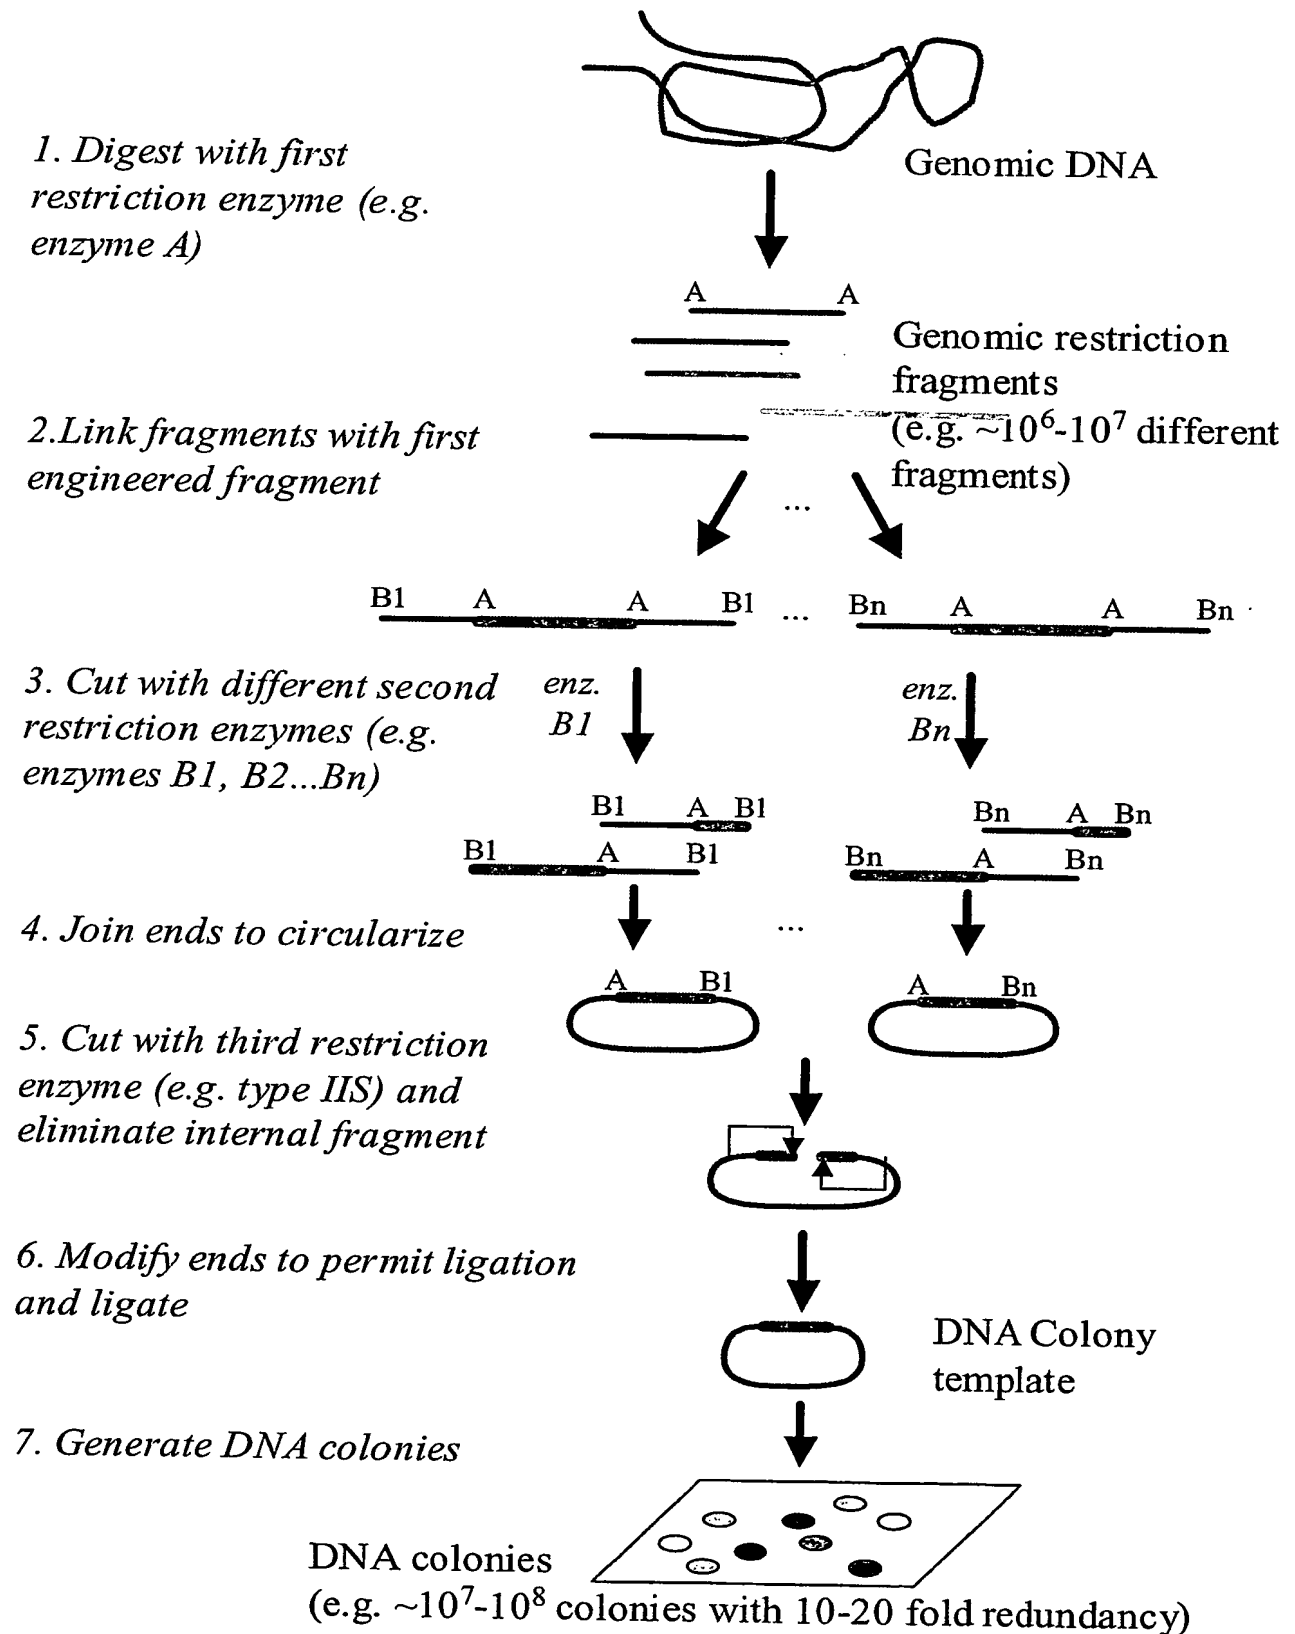 Genomic DNA
1. Digest with first
restriction enzyme (e.g.
enzyme A)
A A
Genomic restriction
fragments
(e.g. ~10⁶-10⁷ different
fragments)
2.Link fragments with first
engineered fragment
...
B1 A A B1 ... Bn A A Bn
3. Cut with different second
restriction enzymes (e.g.
enzymes B1, B2...Bn)
enz.
B1
enz.
Bn
B1 A B1
Bn A Bn
B1 A B1
Bn A Bn
4. Join ends to circularize
...
A B1
A Bn
5. Cut with third restriction
enzyme (e.g. type IIS) and
eliminate internal fragment
6. Modify ends to permit ligation
and ligate
DNA Colony
template
7. Generate DNA colonies
DNA colonies
(e.g. ~10⁷-10⁸ colonies with 10-20 fold redundancy)